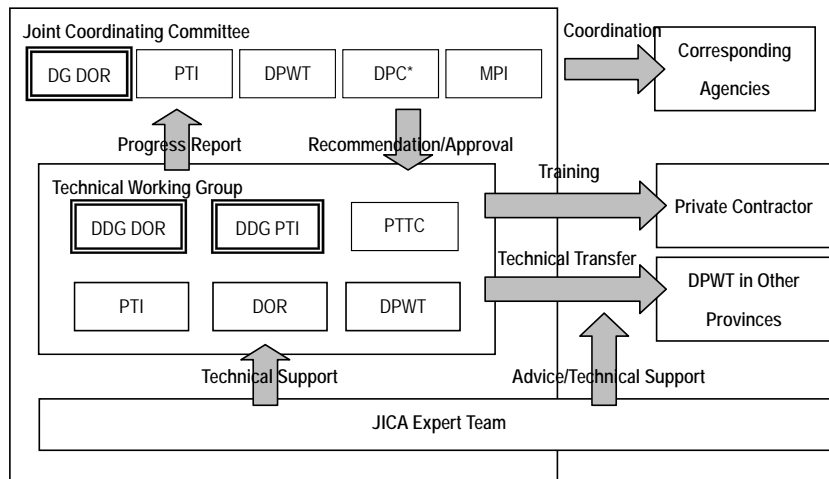 Joint Coordinating Committee
DG DOR
PTI
DPWT
DPC*
MPI
Coordination
Corresponding
Agencies
Progress Report
Recommendation/Approval
Technical Working Group
DDG DOR
DDG PTI
PTTC
Training
Private Contractor
PTI
DOR
DPWT
Technical Transfer
DPWT in Other
Provinces
Technical Support
Advice/Technical Support
JICA Expert Team